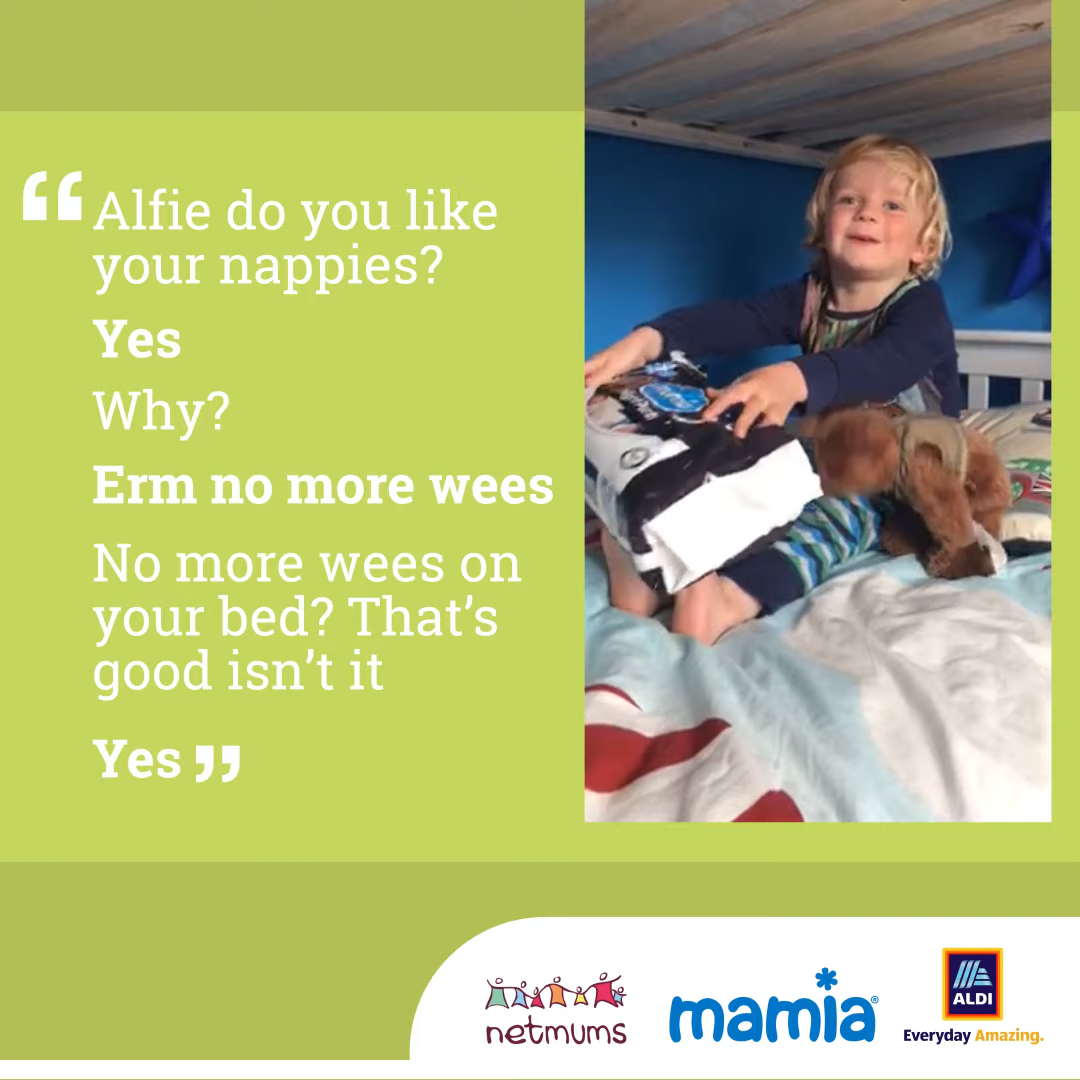 “Alfie do you like
your nappies?
Yes
Why?
Erm no more wees
No more wees on
your bed? That’s
good isn’t it
Yes”
netmums
mamia®
ALDI
Everyday Amazing.